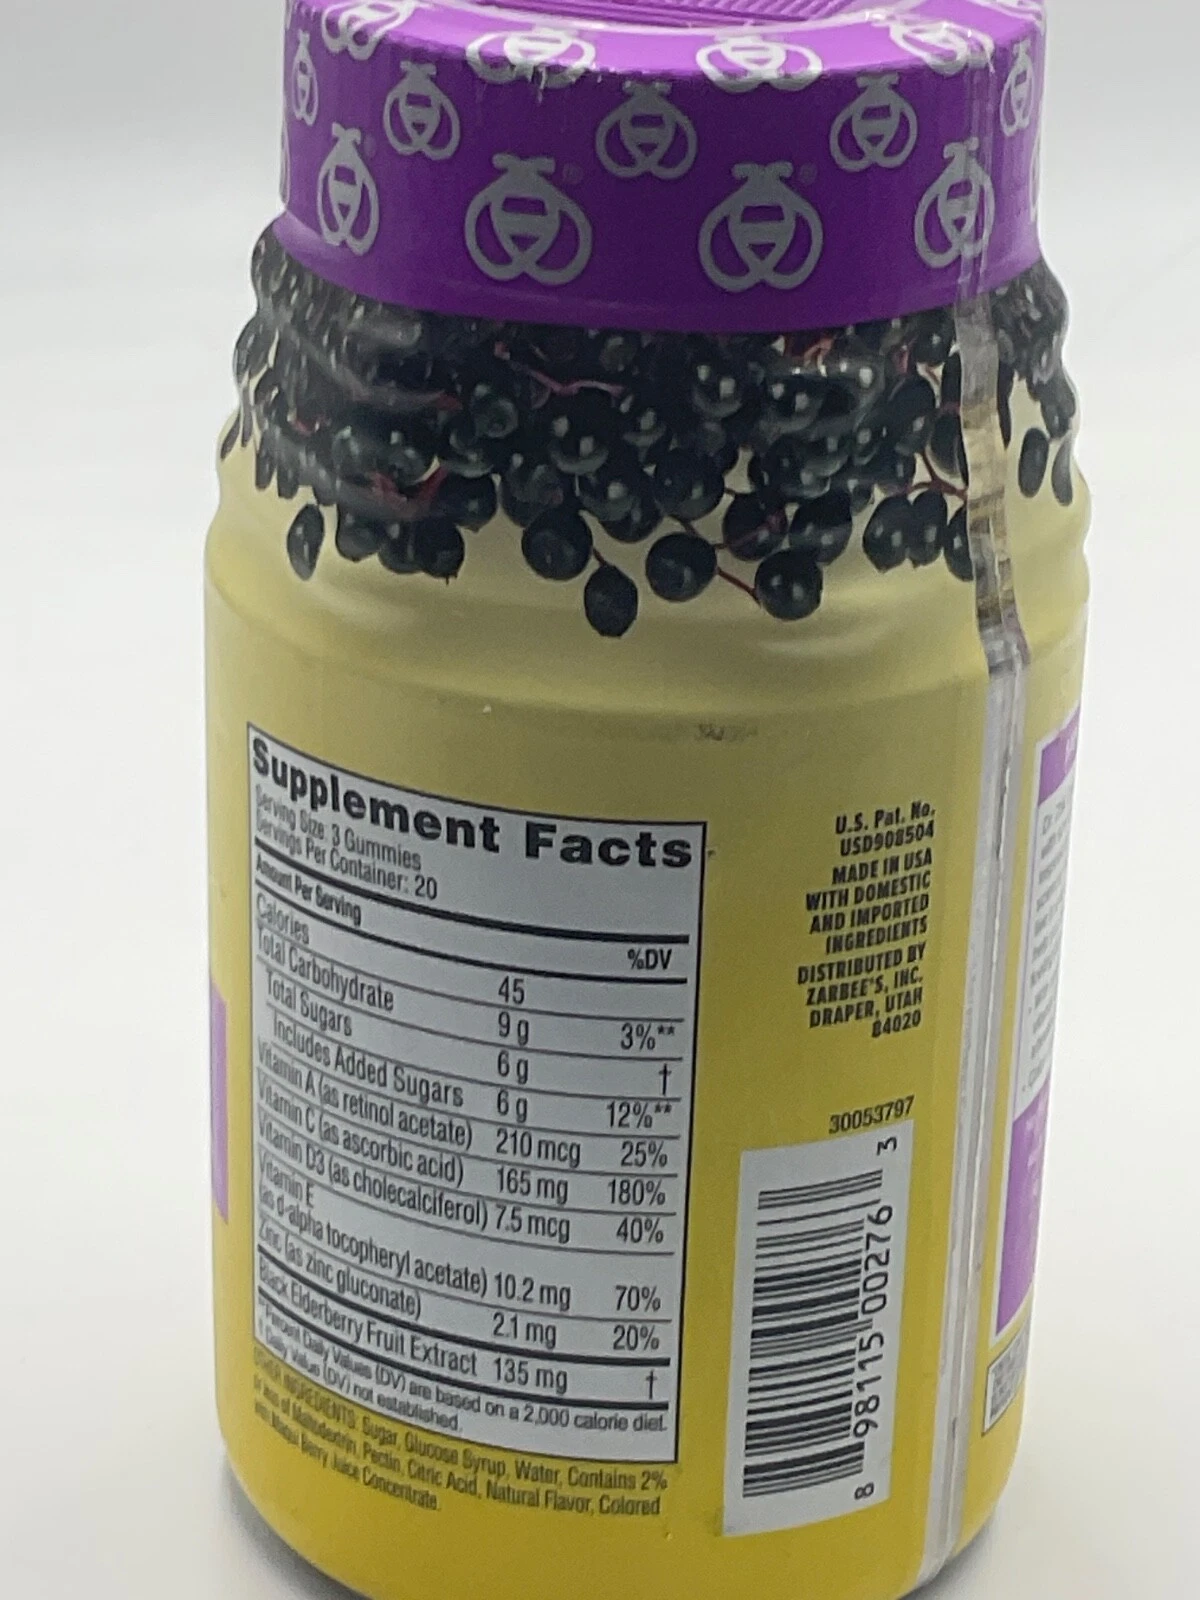 Supplement Facts
Serving Size: 3 Gummies
Servings Per Container: 20
Amount Per Serving
%DV
Calories 45
Total Carbohydrate 9 g 3%**
Total Sugars 6 g †
Includes Added Sugars 6 g 12%**
Vitamin A (as retinol acetate) 210 mcg 25%
Vitamin C (as ascorbic acid) 165 mg 180%
Vitamin D3 (as cholecalciferol) 7.5 mcg 40%
Vitamin E
(as d-alpha tocopheryl acetate) 10.2 mg 70%
Zinc (as zinc gluconate) 2.1 mg 20%
Black Elderberry Fruit Extract 135 mg †
**Percent Daily Values (DV) are based on a 2,000 calorie diet.
† Daily Value (DV) not established.
OTHER INGREDIENTS: Sugar, Glucose Syrup, Water, Contains 2%
or less of Maltodextrin, Pectin, Citric Acid, Natural Flavor, Colored
with Berry Juice Concentrate.
U.S. Pat. No.
USD908504
MADE IN USA
WITH DOMESTIC
AND IMPORTED
INGREDIENTS
DISTRIBUTED BY
ZARBEE'S, INC.
DRAPER, UTAH
84020
30053797
8 98115 00276 3